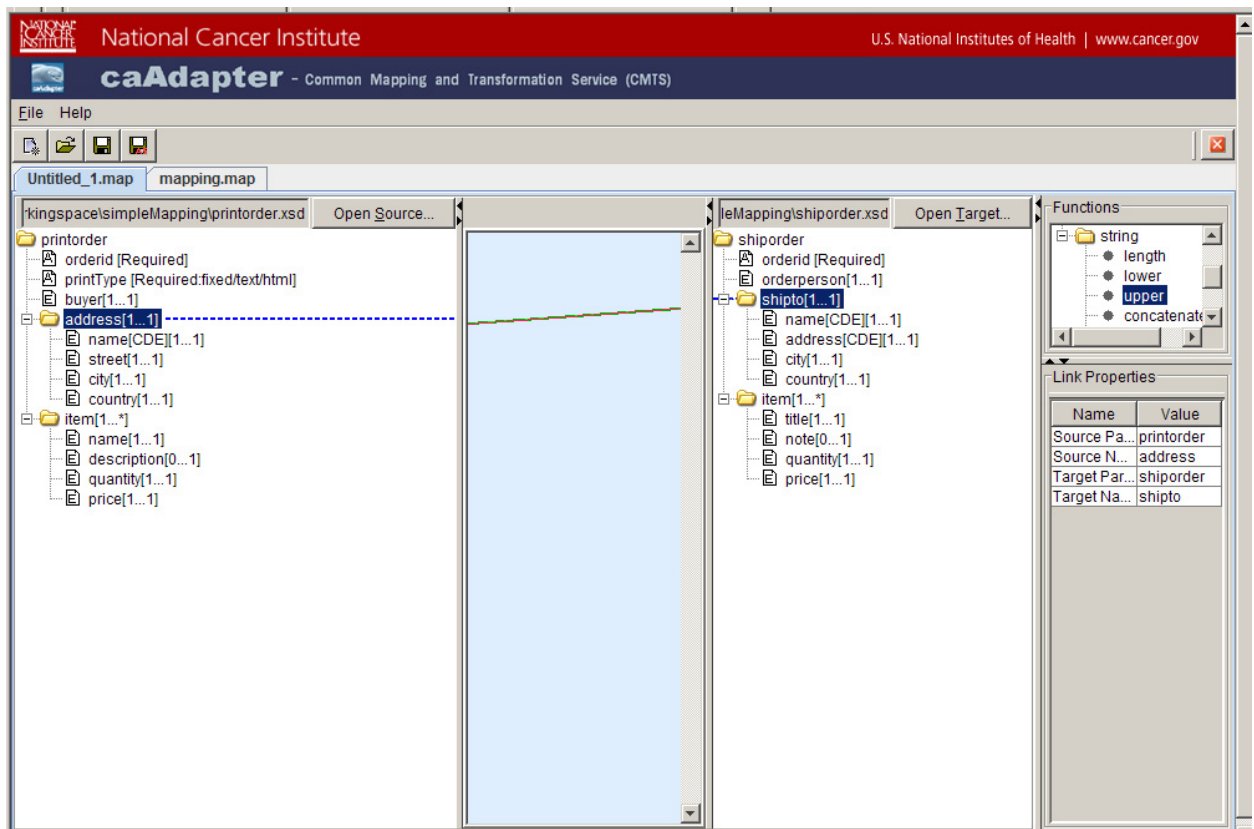 NATIONAL CANCER INSTITUTE
National Cancer Institute
U.S. National Institutes of Health | www.cancer.gov
caAdapter - Common Mapping and Transformation Service (CMTS)
File Help
Untitled_1.map mapping.map
rkingspace\simpleMapping\printorder.xsd Open Source...
printorder
A orderid [Required]
A printType [Required:fixed/text/html]
E buyer[1...1]
address[1...1]
E name[CDE][1...1]
E street[1...1]
E city[1...1]
E country[1...1]
item[1...*]
E name[1...1]
E description[0...1]
E quantity[1...1]
E price[1...1]
leMapping\shiporder.xsd Open Target...
shiporder
A orderid [Required]
E orderperson[1...1]
shipto[1...1]
E name[CDE][1...1]
E address[CDE][1...1]
E city[1...1]
E country[1...1]
item[1...*]
E title[1...1]
E note[0...1]
E quantity[1...1]
E price[1...1]
Functions
string
length
lower
upper
concatenate
Link Properties
Name Value
Source Pa... printorder
Source N... address
Target Par... shiporder
Target Na... shipto